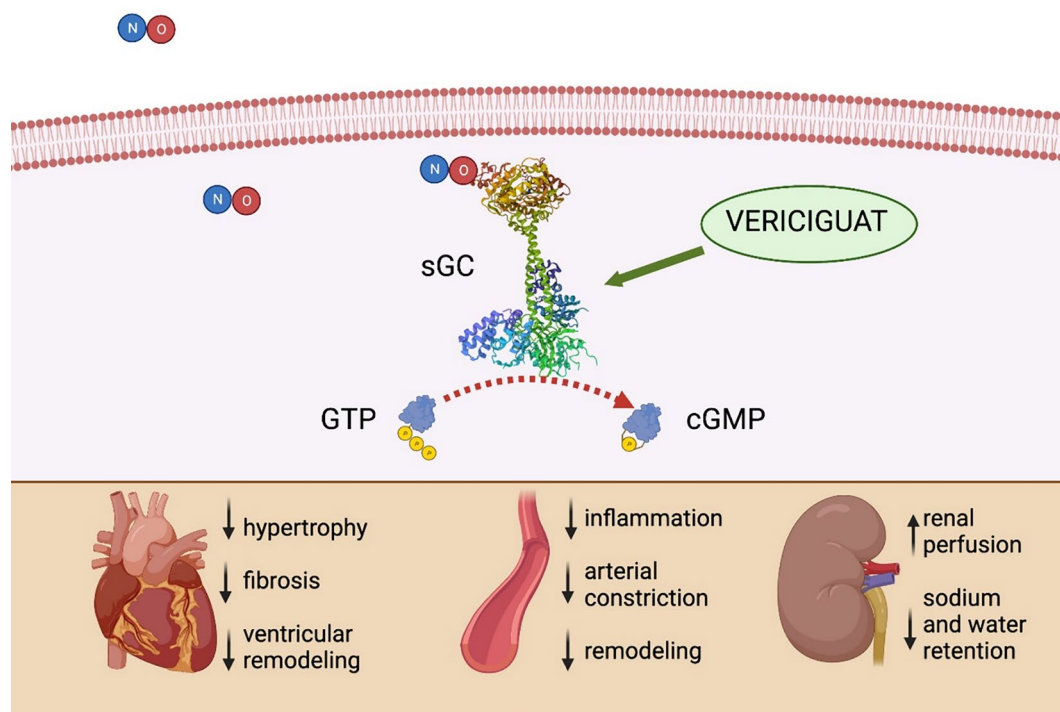 N O
N O
N O
VERICIGUAT
sGC
GTP
cGMP
P
P
P
P
hypertrophy
fibrosis
ventricular
remodeling
inflammation
arterial
constriction
remodeling
renal
perfusion
sodium
and water
retention